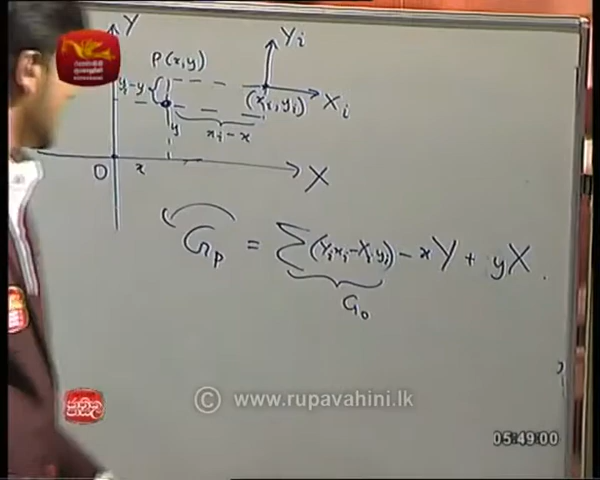 Y
Yᵢ
P(x,y)
yᵢ-y
(xᵢ,yᵢ)
Xᵢ
y
xᵢ-x
O
x
X
Gₚ = Σ(Yᵢxᵢ-Xᵢyᵢ) - xY + yX.
G₀
© www.rupavahini.lk
05:49:00